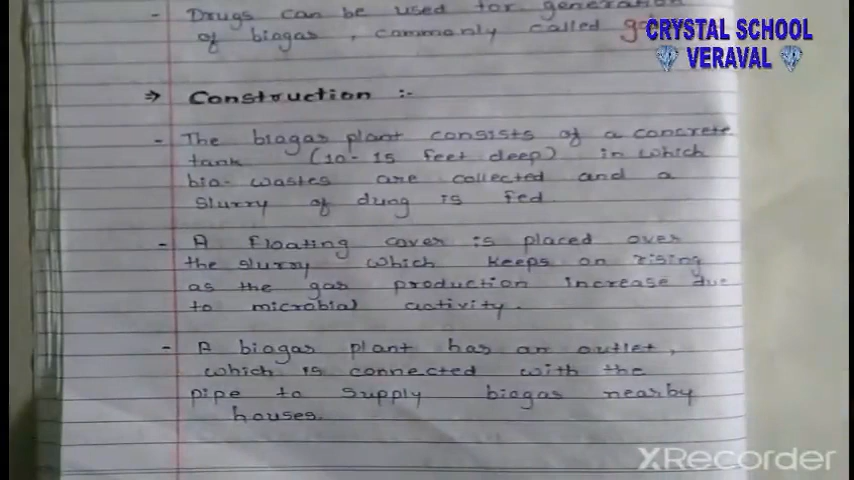 - Drugs can be used for generation
of biogas, commonly called
CRYSTAL SCHOOL
VERAVAL
⇒ Construction :-
- The biogas plant consists of a concrete
tank (10-15 feet deep) in which
bio-wastes are collected and a
slurry of dung is fed.
- A Floating cover is placed over
the slurry which keeps on rising
as the gas production increase due
to microbial activity.
- A biogas plant has an outlet,
which is connected with the
pipe to supply biogas nearby
houses.
XRecorder